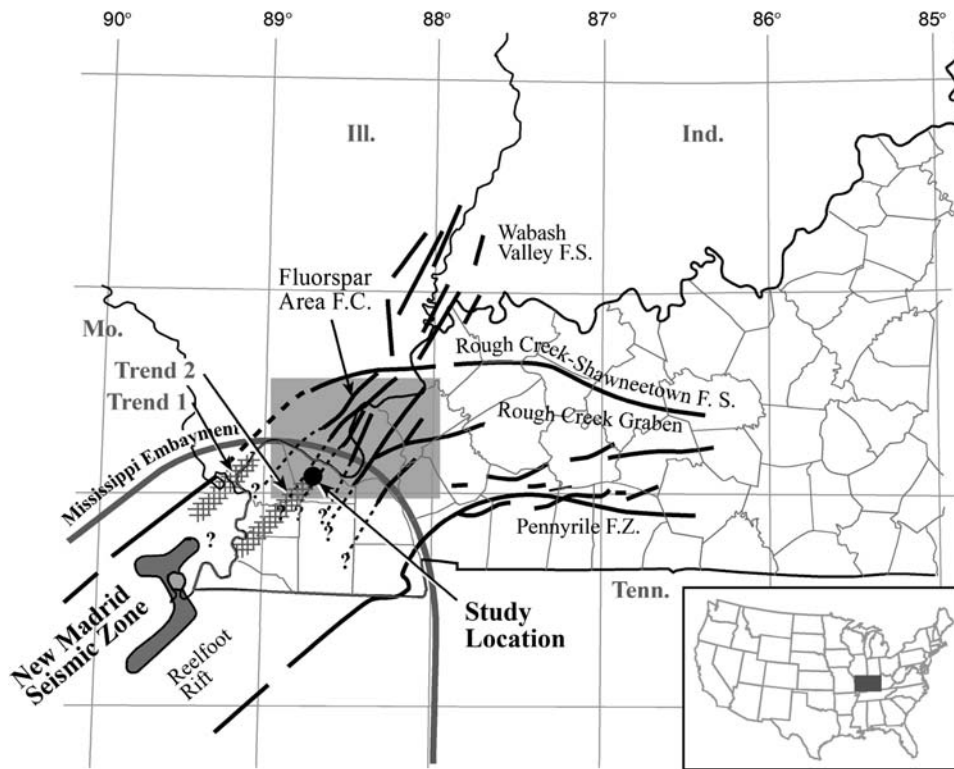 90° 89° 88° 87° 86° 85°
Ill.
Ind.
Wabash
Valley F.S.
Fluorspar
Area F.C.
Mo.
Rough Creek-Shawneetown F. S.
Trend 2
Trend 1
Rough Creek Graben
Mississippi Embayment
?
?
?
?
?
?
?
Pennyrile F.Z.
Tenn.
Study
Location
New Madrid
Seismic Zone
Reelfoot
Rift